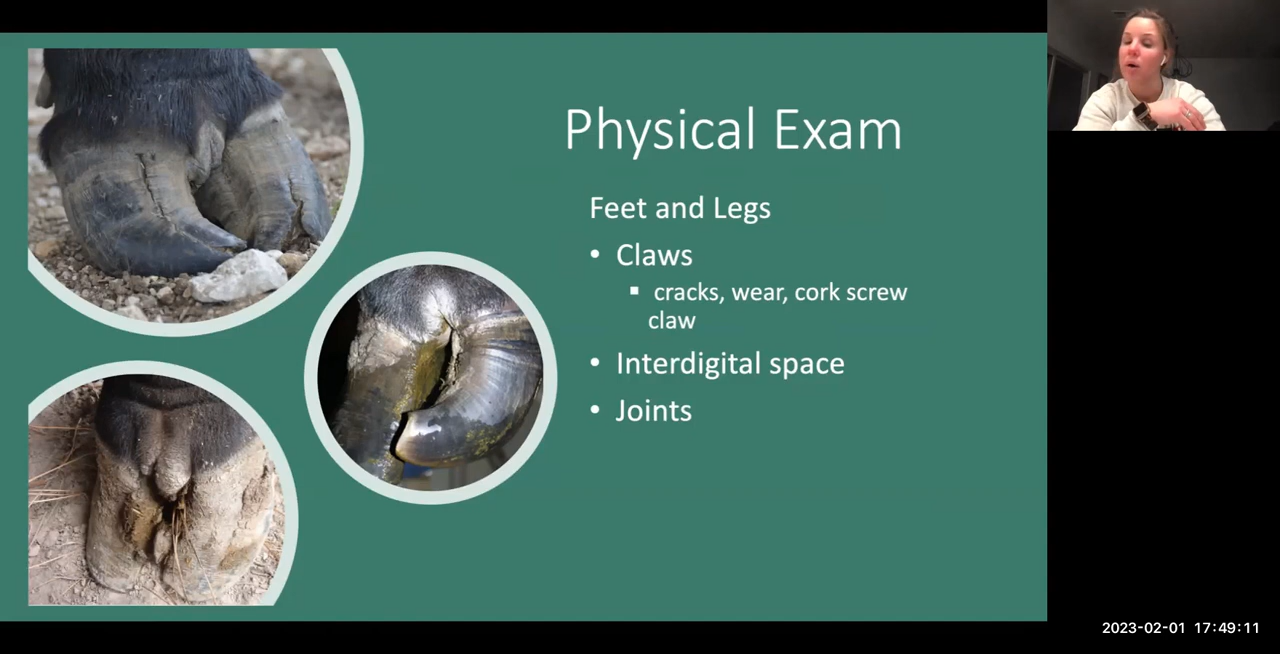 Physical Exam
Feet and Legs
• Claws
▪ cracks, wear, cork screw
claw
• Interdigital space
• Joints
2023-02-01 17:49:11